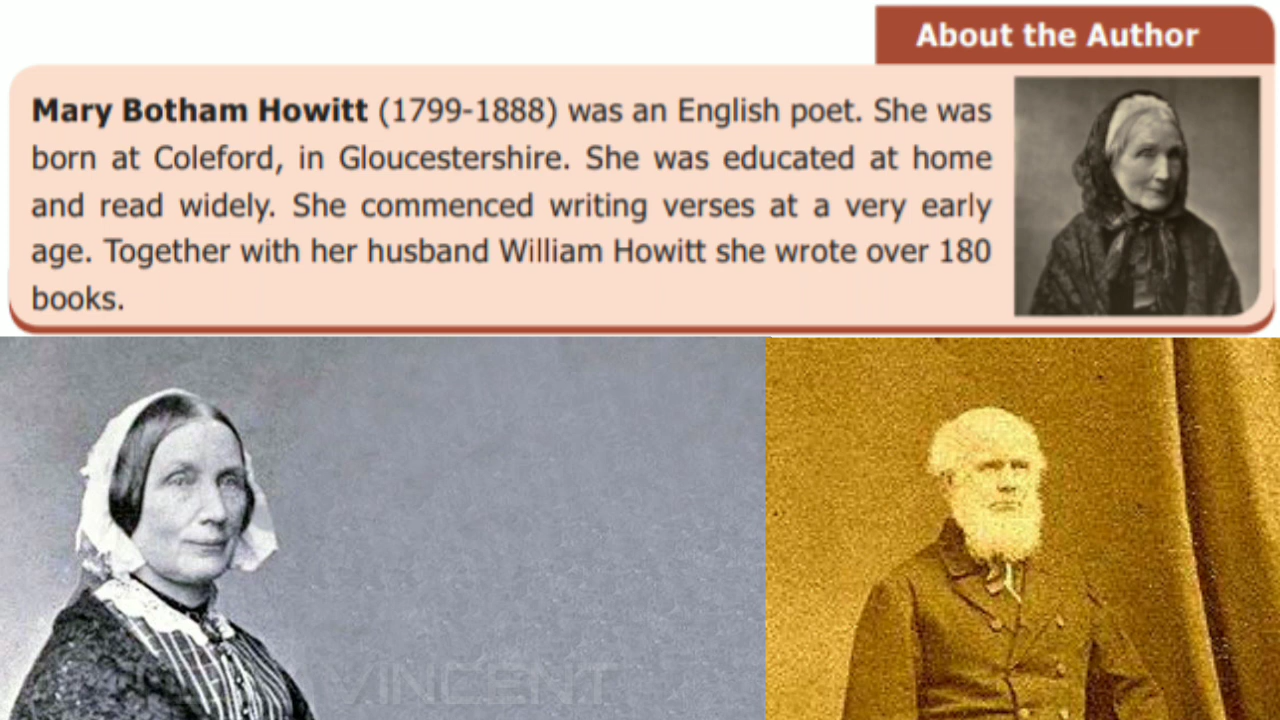 About the Author
Mary Botham Howitt (1799-1888) was an English poet. She was
born at Coleford, in Gloucestershire. She was educated at home
and read widely. She commenced writing verses at a very early
age. Together with her husband William Howitt she wrote over 180
books.
VINCENT